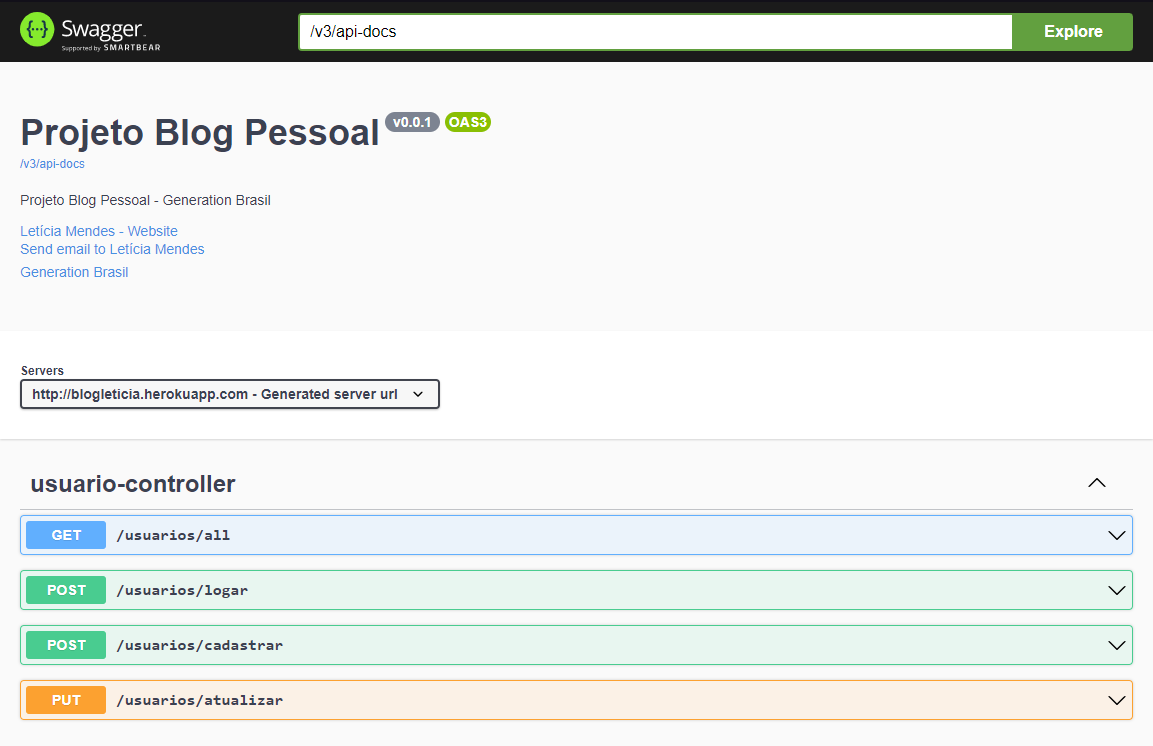 Swagger
Supported by SMARTBEAR
/v3/api-docs
Explore
Projeto Blog Pessoal v0.0.1 OAS3
/v3/api-docs
Projeto Blog Pessoal - Generation Brasil
Letícia Mendes - Website
Send email to Letícia Mendes
Generation Brasil
Servers
http://blogleticia.herokuapp.com - Generated server url
usuario-controller
GET /usuarios/all
POST /usuarios/logar
POST /usuarios/cadastrar
PUT /usuarios/atualizar